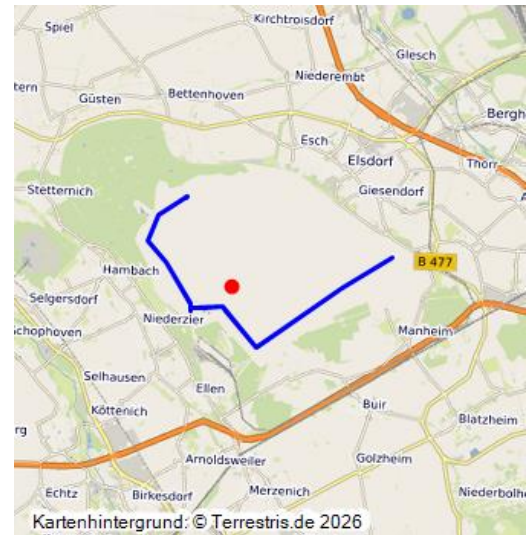 Kirchtroisdorf
Spiel
Glesch
Niederembt
tern
Bettenhoven
Güsten
Bergh
Esch
Elsdorf
Thorr
Stetternich
Giesendorf
A
B 477
Hambach
Selgersdorf
Niederzier
Manheim
schophoven
Ellen
Selhausen
Buir
Köttenich
Blatzheim
rg
Arnoldsweiler
Golzheim
Echtz
Birkesdorf
Merzenich
Niederbolhe
Kartenhintergrund: © Terrestris.de 2026